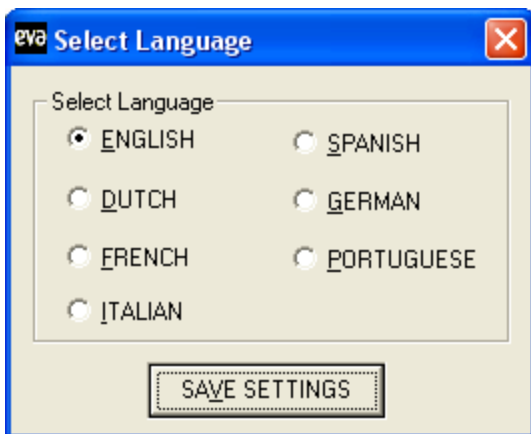 eva Select Language
Select Language
ENGLISH
SPANISH
DUTCH
GERMAN
FRENCH
PORTUGUESE
ITALIAN
SAVE SETTINGS